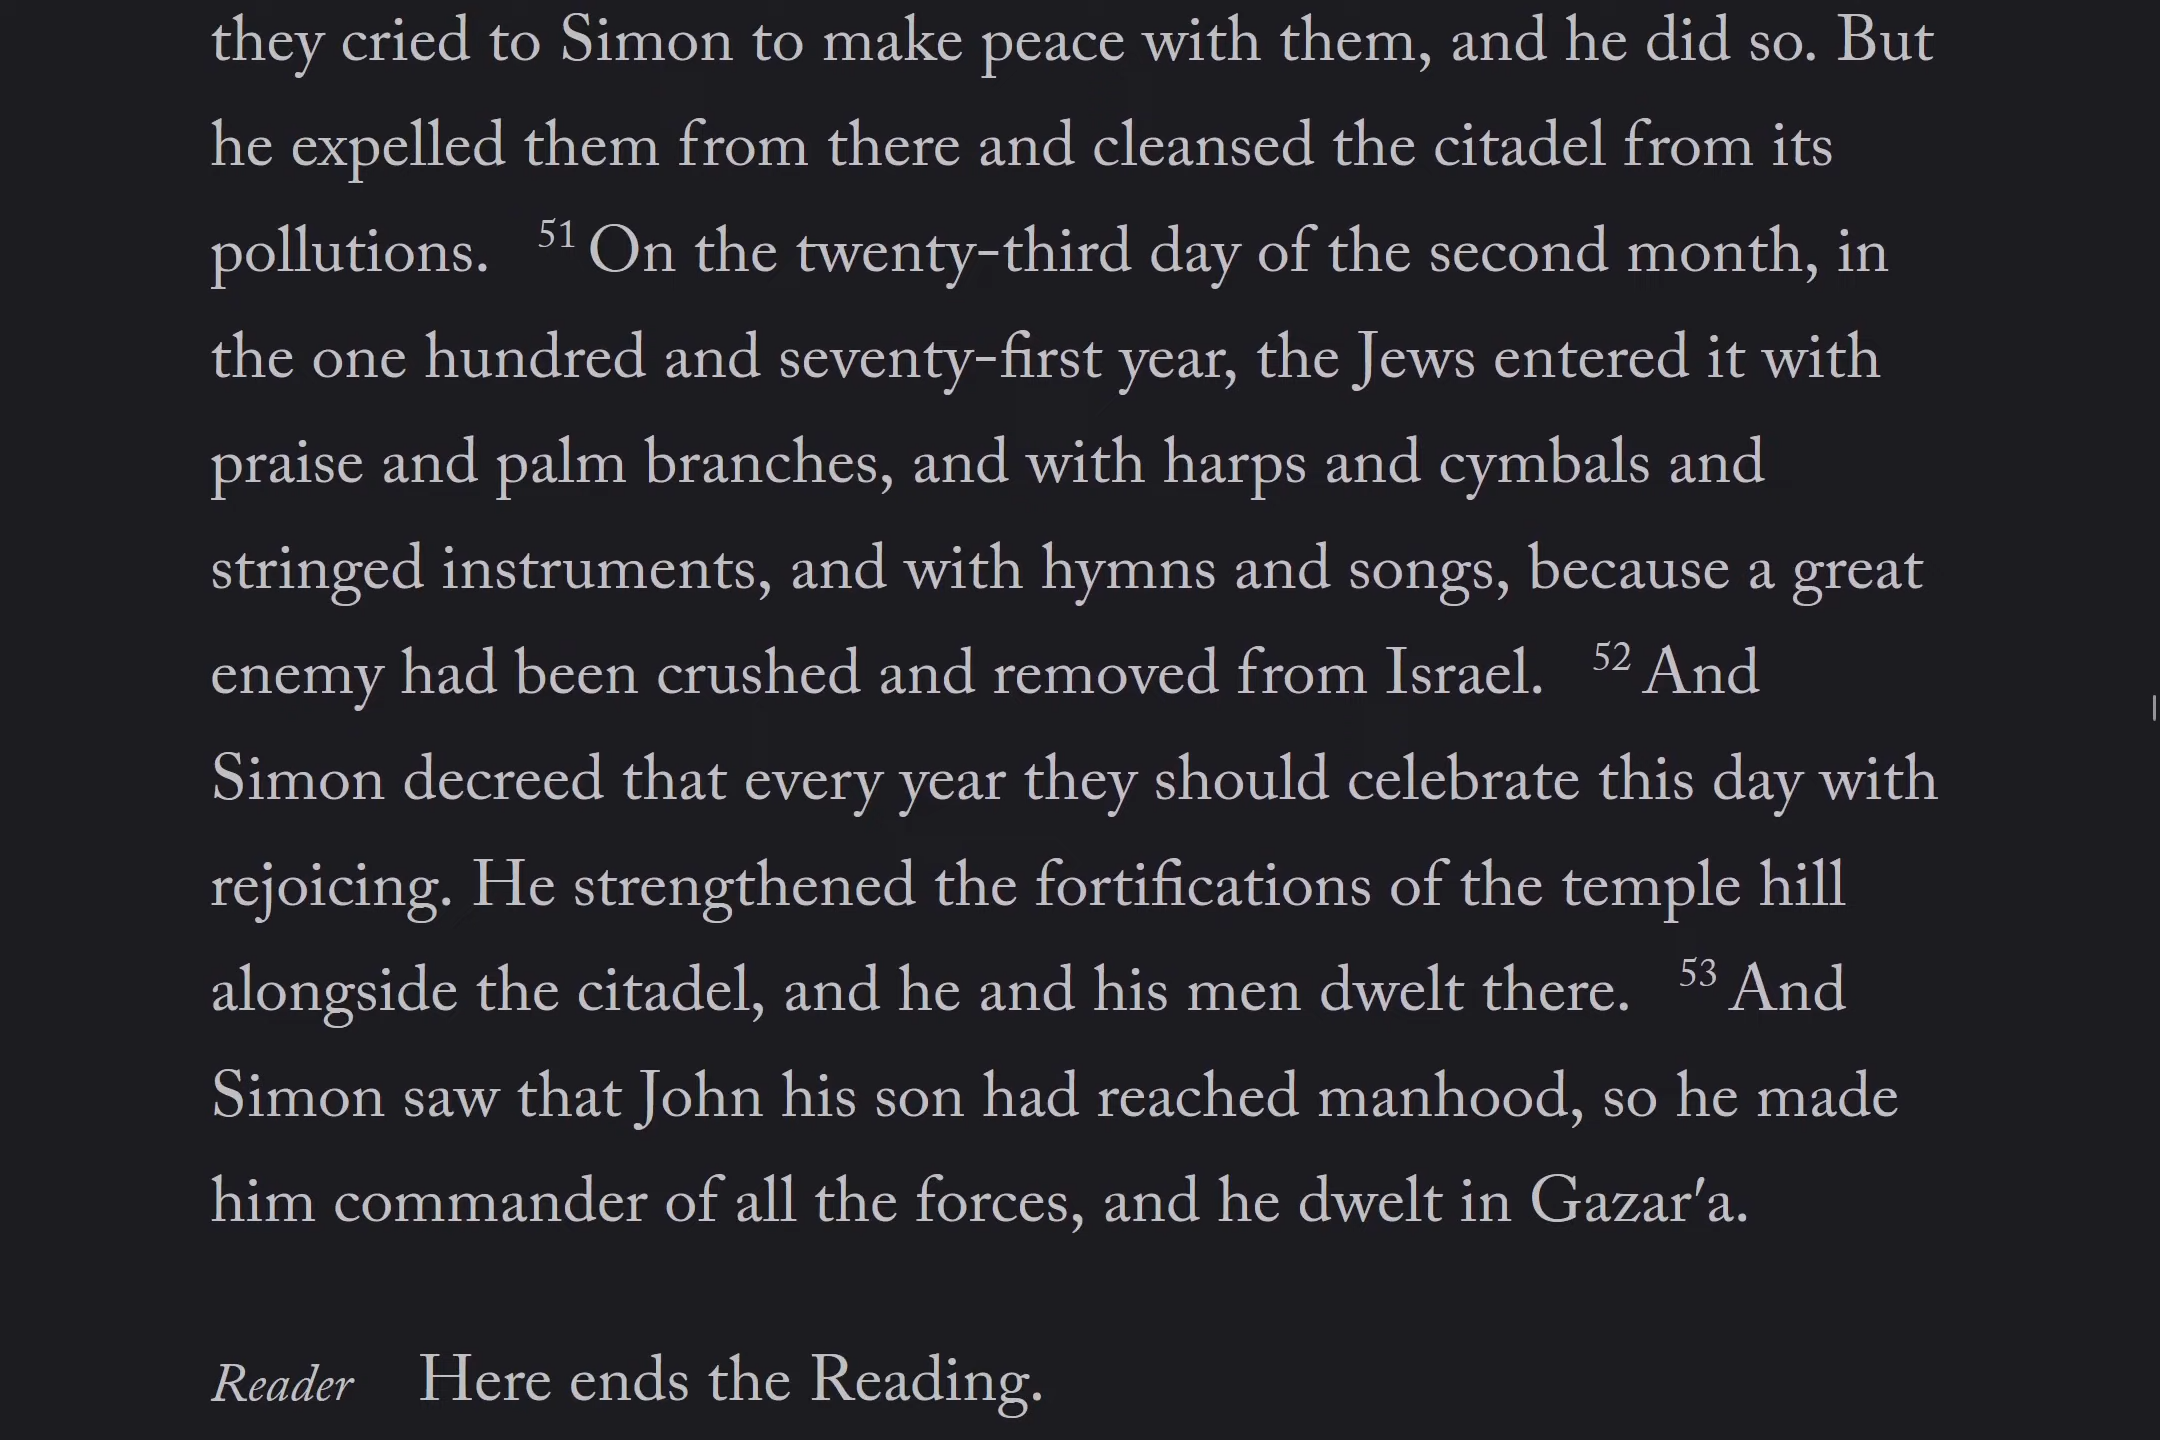 they cried to Simon to make peace with them, and he did so. But
he expelled them from there and cleansed the citadel from its
pollutions. 51 On the twenty-third day of the second month, in
the one hundred and seventy-first year, the Jews entered it with
praise and palm branches, and with harps and cymbals and
stringed instruments, and with hymns and songs, because a great
enemy had been crushed and removed from Israel. 52 And
Simon decreed that every year they should celebrate this day with
rejoicing. He strengthened the fortifications of the temple hill
alongside the citadel, and he and his men dwelt there. 53 And
Simon saw that John his son had reached manhood, so he made
him commander of all the forces, and he dwelt in Gazarʹa.
Reader Here ends the Reading.